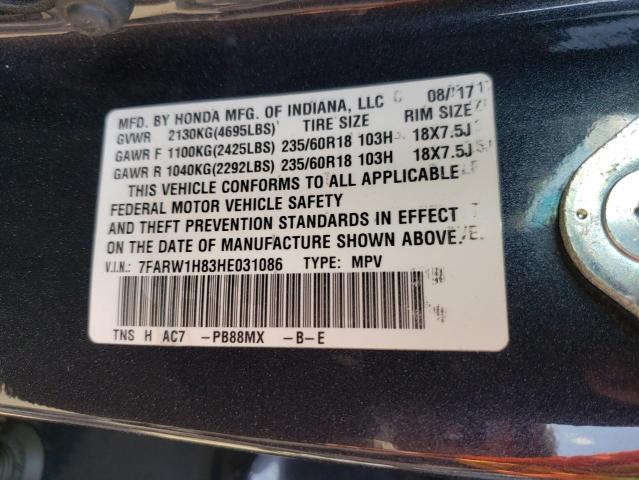 MFD. BY HONDA MFG. OF INDIANA, LLC 08/17
GVWR 2130KG(4695LBS) TIRE SIZE RIM SIZE
GAWR F 1100KG(2425LBS) 235/60R18 103H 18X7.5J
GAWR R 1040KG(2292LBS) 235/60R18 103H 18X7.5J
THIS VEHICLE CONFORMS TO ALL APPLICABLE
FEDERAL MOTOR VEHICLE SAFETY
AND THEFT PREVENTION STANDARDS IN EFFECT
ON THE DATE OF MANUFACTURE SHOWN ABOVE.
V.I.N.: 7FARW1H83HE031086 TYPE: MPV
TNS H AC7 -PB88MX -B-E